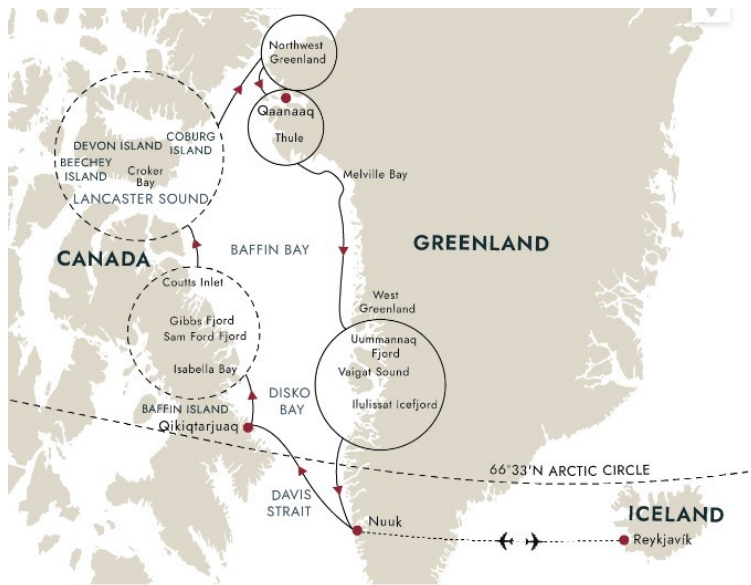 Northwest
Greenland
Qaanaaq
Thule
COBURG
ISLAND
DEVON ISLAND
BEECHEY
ISLAND
Croker
Bay
LANCASTER SOUND
Melville Bay
CANADA
BAFFIN BAY
GREENLAND
Coutts Inlet
Gibbs Fjord
Sam Ford Fjord
Isabella Bay
West
Greenland
Uummannaq
Fjord
Vaigat Sound
Ilulissat Icefjord
DISKO
BAY
BAFFIN ISLAND
Qikiqtarjuaq
66°33'N ARCTIC CIRCLE
DAVIS
STRAIT
Nuuk
ICELAND
Reykjavík